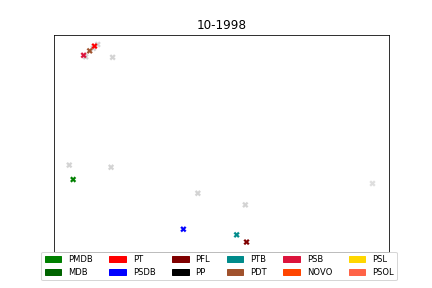 10-1998
PMDB PT PFL PTB PSB PSL
MDB PSDB PP PDT NOVO PSOL